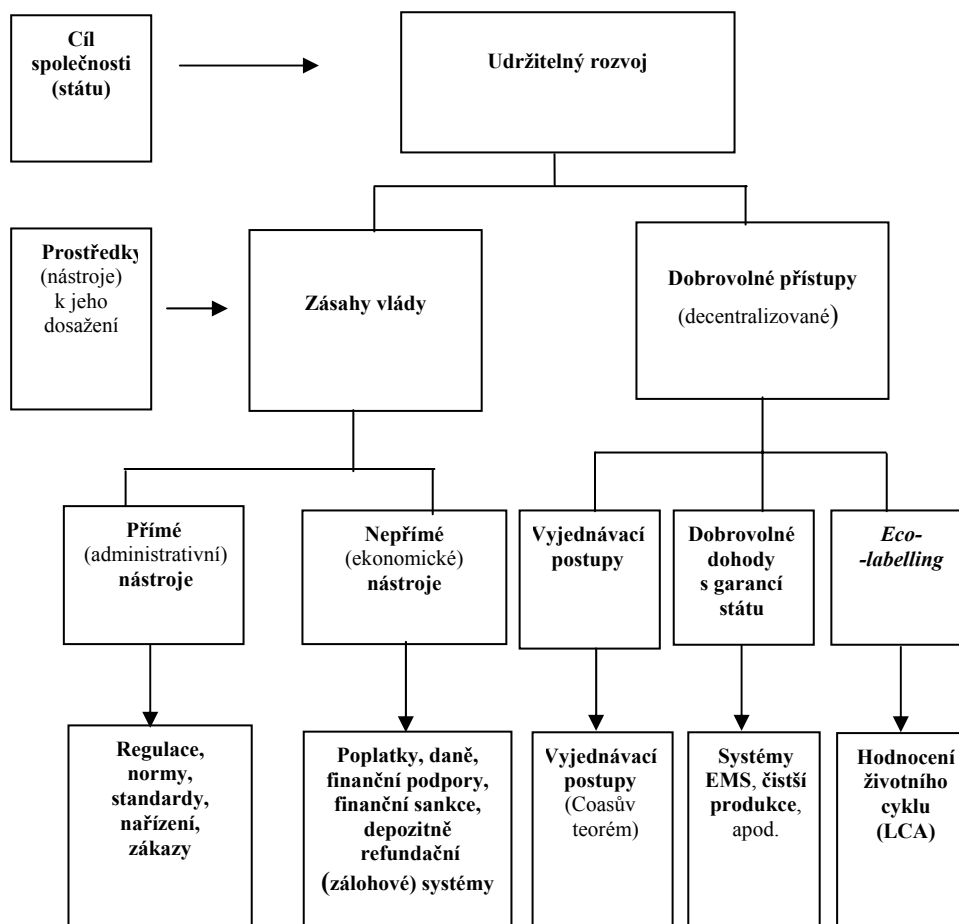 Cíl
společnosti
(státu)
Udržitelný rozvoj
Prostředky
(nástroje)
k jeho
dosažení
Zásahy vlády
Dobrovolné přístupy
(decentralizované)
Přímé
(administrativní)
nástroje
Nepřímé
(ekonomické)
nástroje
Vyjednávací
postupy
Dobrovolné
dohody
s garancí
státu
Eco-
-labelling
Regulace,
normy,
standardy,
nařízení,
zákazy
Poplatky, daně,
finanční podpory,
finanční sankce,
depozitně
refundační
(zálohové) systémy
Vyjednávací
postupy
(Coasův
teorém)
Systémy
EMS, čistší
produkce,
apod.
Hodnocení
životního
cyklu
(LCA)